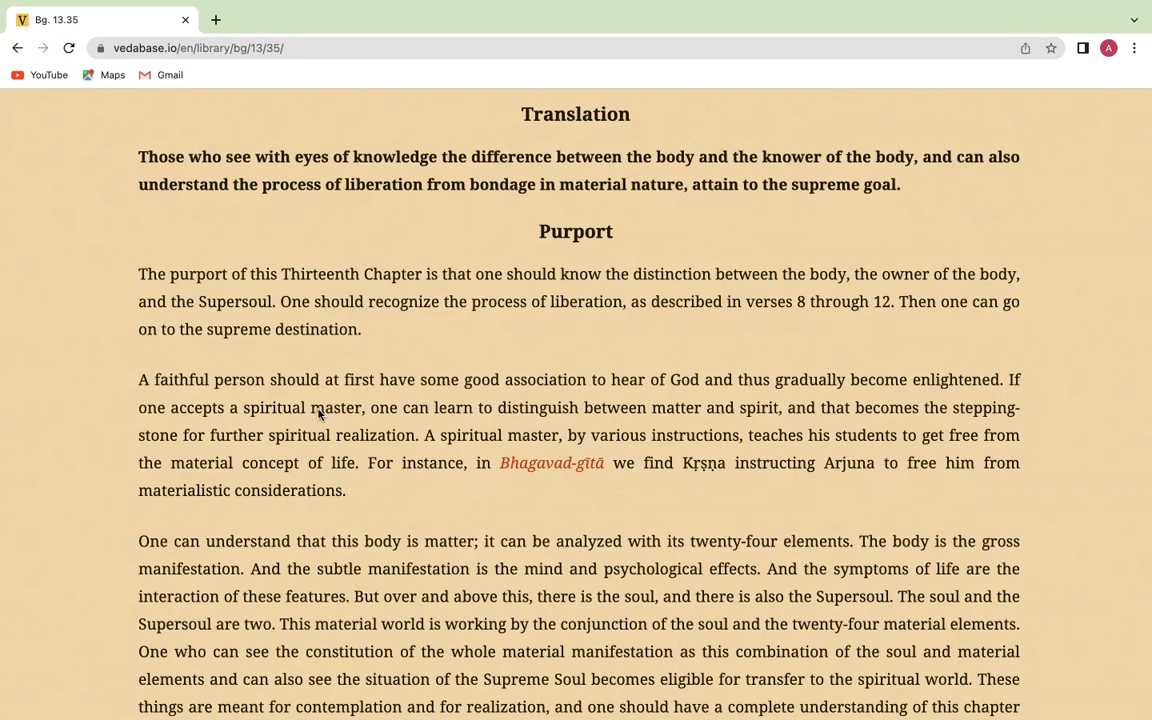 Bg. 13.35
vedabase.io/en/library/bg/13/35/
A
YouTube
Maps
Gmail
Translation
Those who see with eyes of knowledge the difference between the body and the knower of the body, and can also
understand the process of liberation from bondage in material nature, attain to the supreme goal.
Purport
The purport of this Thirteenth Chapter is that one should know the distinction between the body, the owner of the body,
and the Supersoul. One should recognize the process of liberation, as described in verses 8 through 12. Then one can go
on to the supreme destination.
A faithful person should at first have some good association to hear of God and thus gradually become enlightened. If
one accepts a spiritual master, one can learn to distinguish between matter and spirit, and that becomes the stepping-
stone for further spiritual realization. A spiritual master, by various instructions, teaches his students to get free from
the material concept of life. For instance, in Bhagavad-gītā we find Kṛṣṇa instructing Arjuna to free him from
materialistic considerations.
One can understand that this body is matter; it can be analyzed with its twenty-four elements. The body is the gross
manifestation. And the subtle manifestation is the mind and psychological effects. And the symptoms of life are the
interaction of these features. But over and above this, there is the soul, and there is also the Supersoul. The soul and the
Supersoul are two. This material world is working by the conjunction of the soul and the twenty-four material elements.
One who can see the constitution of the whole material manifestation as this combination of the soul and material
elements and can also see the situation of the Supreme Soul becomes eligible for transfer to the spiritual world. These
things are meant for contemplation and for realization, and one should have a complete understanding of this chapter